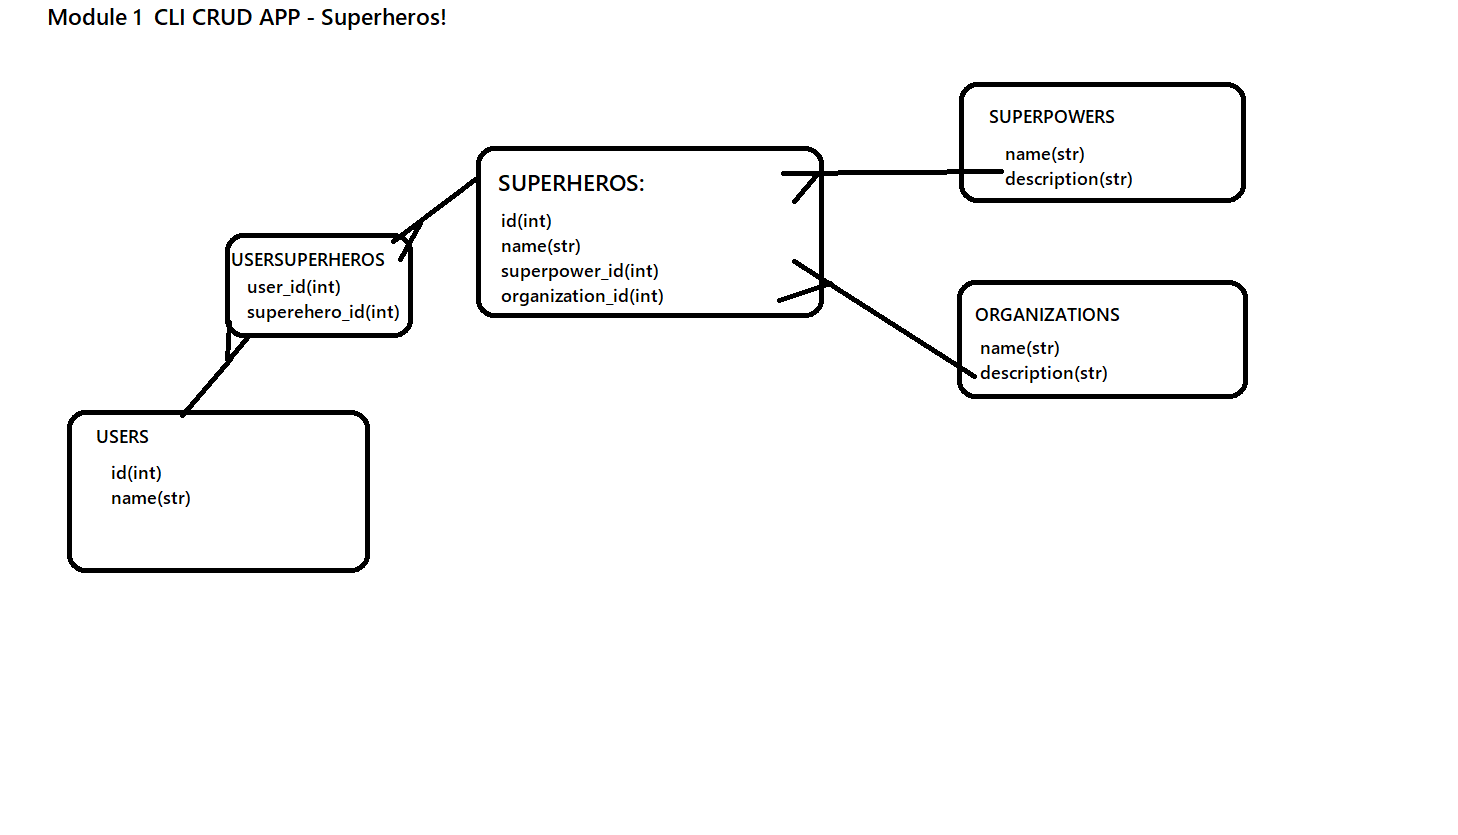 Module 1 CLI CRUD APP - Superheros!
SUPERPOWERS
name(str)
description(str)
SUPERHEROS:
id(int)
name(str)
superpower_id(int)
organization_id(int)
USERSUPERHEROS
user_id(int)
superehero_id(int)
ORGANIZATIONS
name(str)
description(str)
USERS
id(int)
name(str)